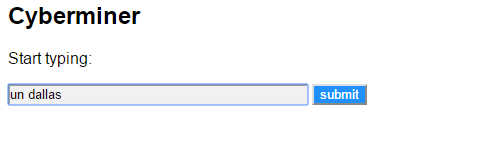 Cyberminer
Start typing:
un dallas submit